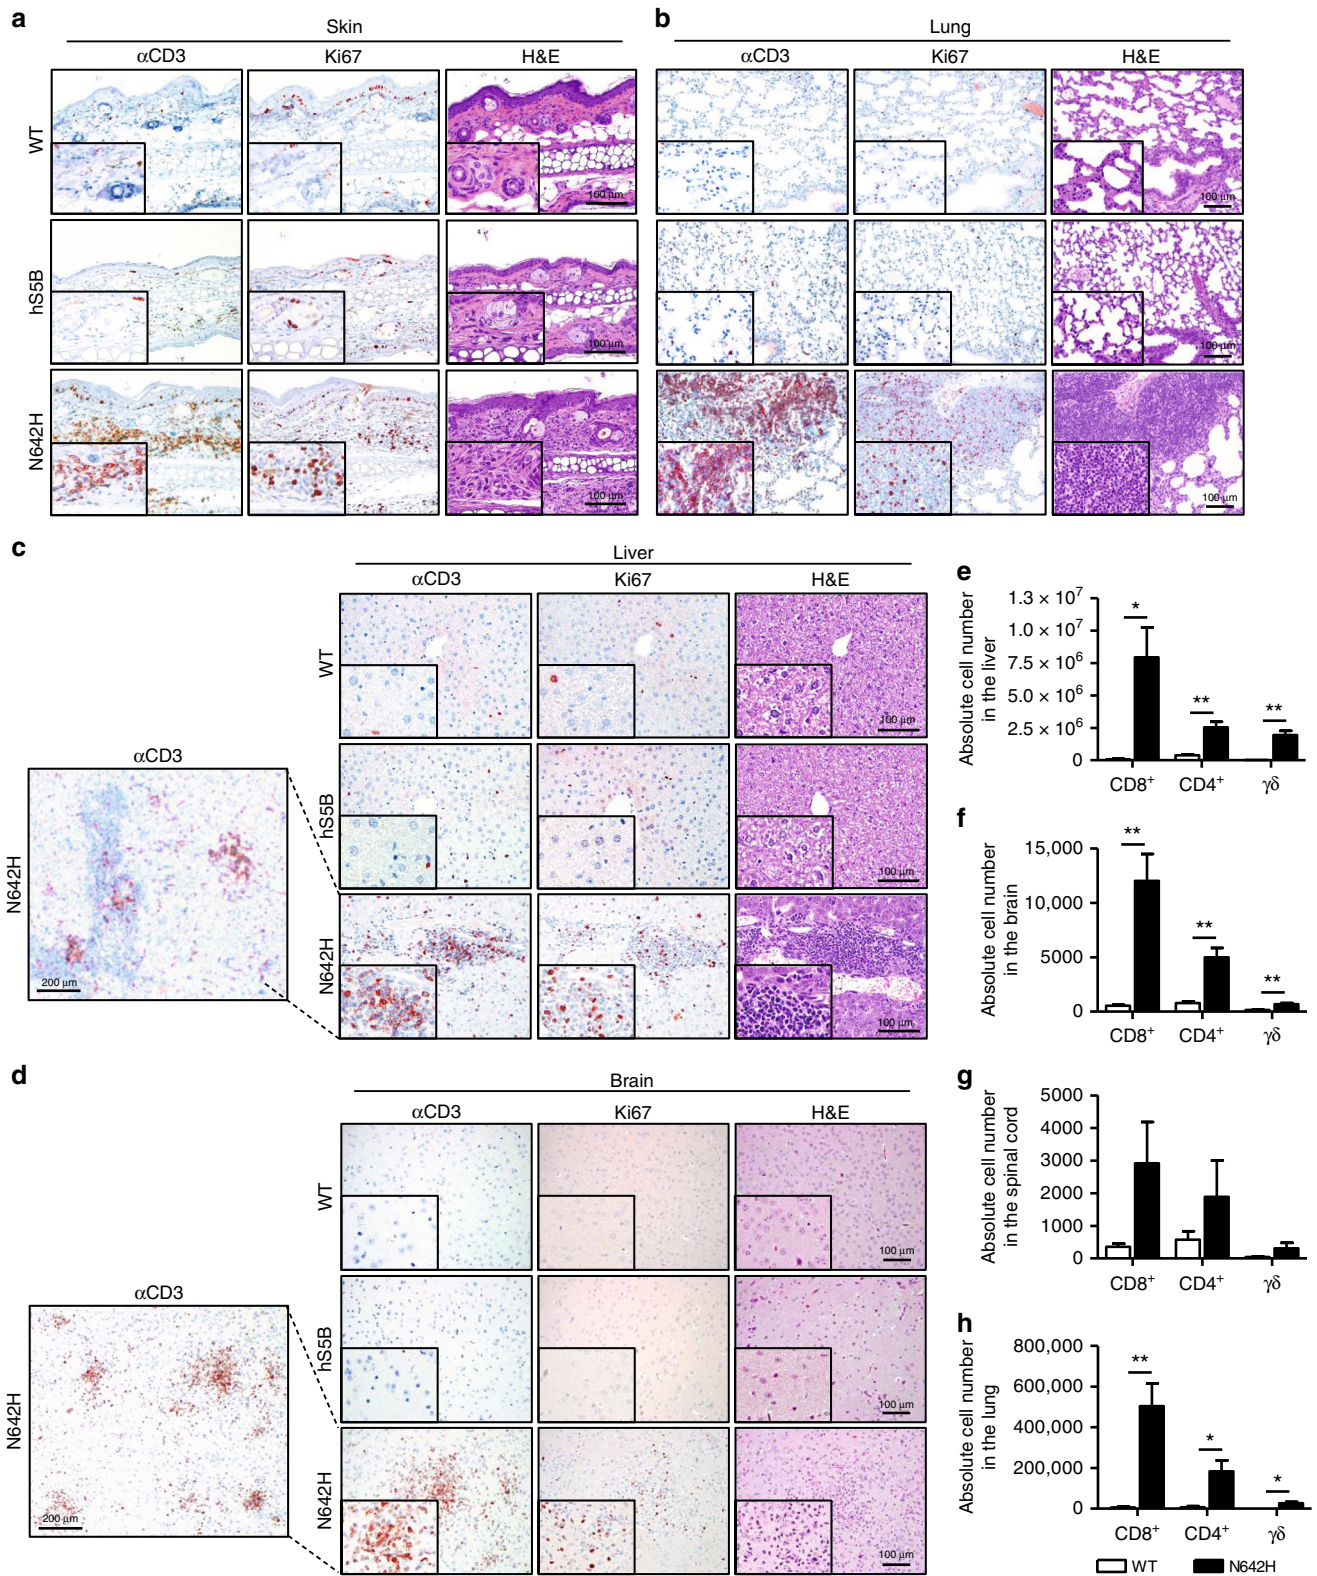 a
Skin
αCD3 Ki67 H&E
WT
100 μm
hS5B
100 μm
N642H
100 μm
b
Lung
αCD3 Ki67 H&E
100 μm
100 μm
100 μm
c
Liver
αCD3 Ki67 H&E
WT
100 μm
hS5B
100 μm
N642H
100 μm
αCD3
N642H
200 μm
d
Brain
αCD3 Ki67 H&E
WT
100 μm
hS5B
100 μm
N642H
100 μm
αCD3
N642H
200 μm
e
Absolute cell number
in the liver
1.3 × 10⁷
1.0 × 10⁷
7.5 × 10⁶
5.0 × 10⁶
2.5 × 10⁶
0
* ** **
CD8⁺ CD4⁺ γδ
f
Absolute cell number
in the brain
15,000
10,000
5000
0
** ** **
CD8⁺ CD4⁺ γδ
g
Absolute cell number
in the spinal cord
5000
4000
3000
2000
1000
0
CD8⁺ CD4⁺ γδ
h
Absolute cell number
in the lung
800,000
600,000
400,000
200,000
0
** * *
CD8⁺ CD4⁺ γδ
WT N642H